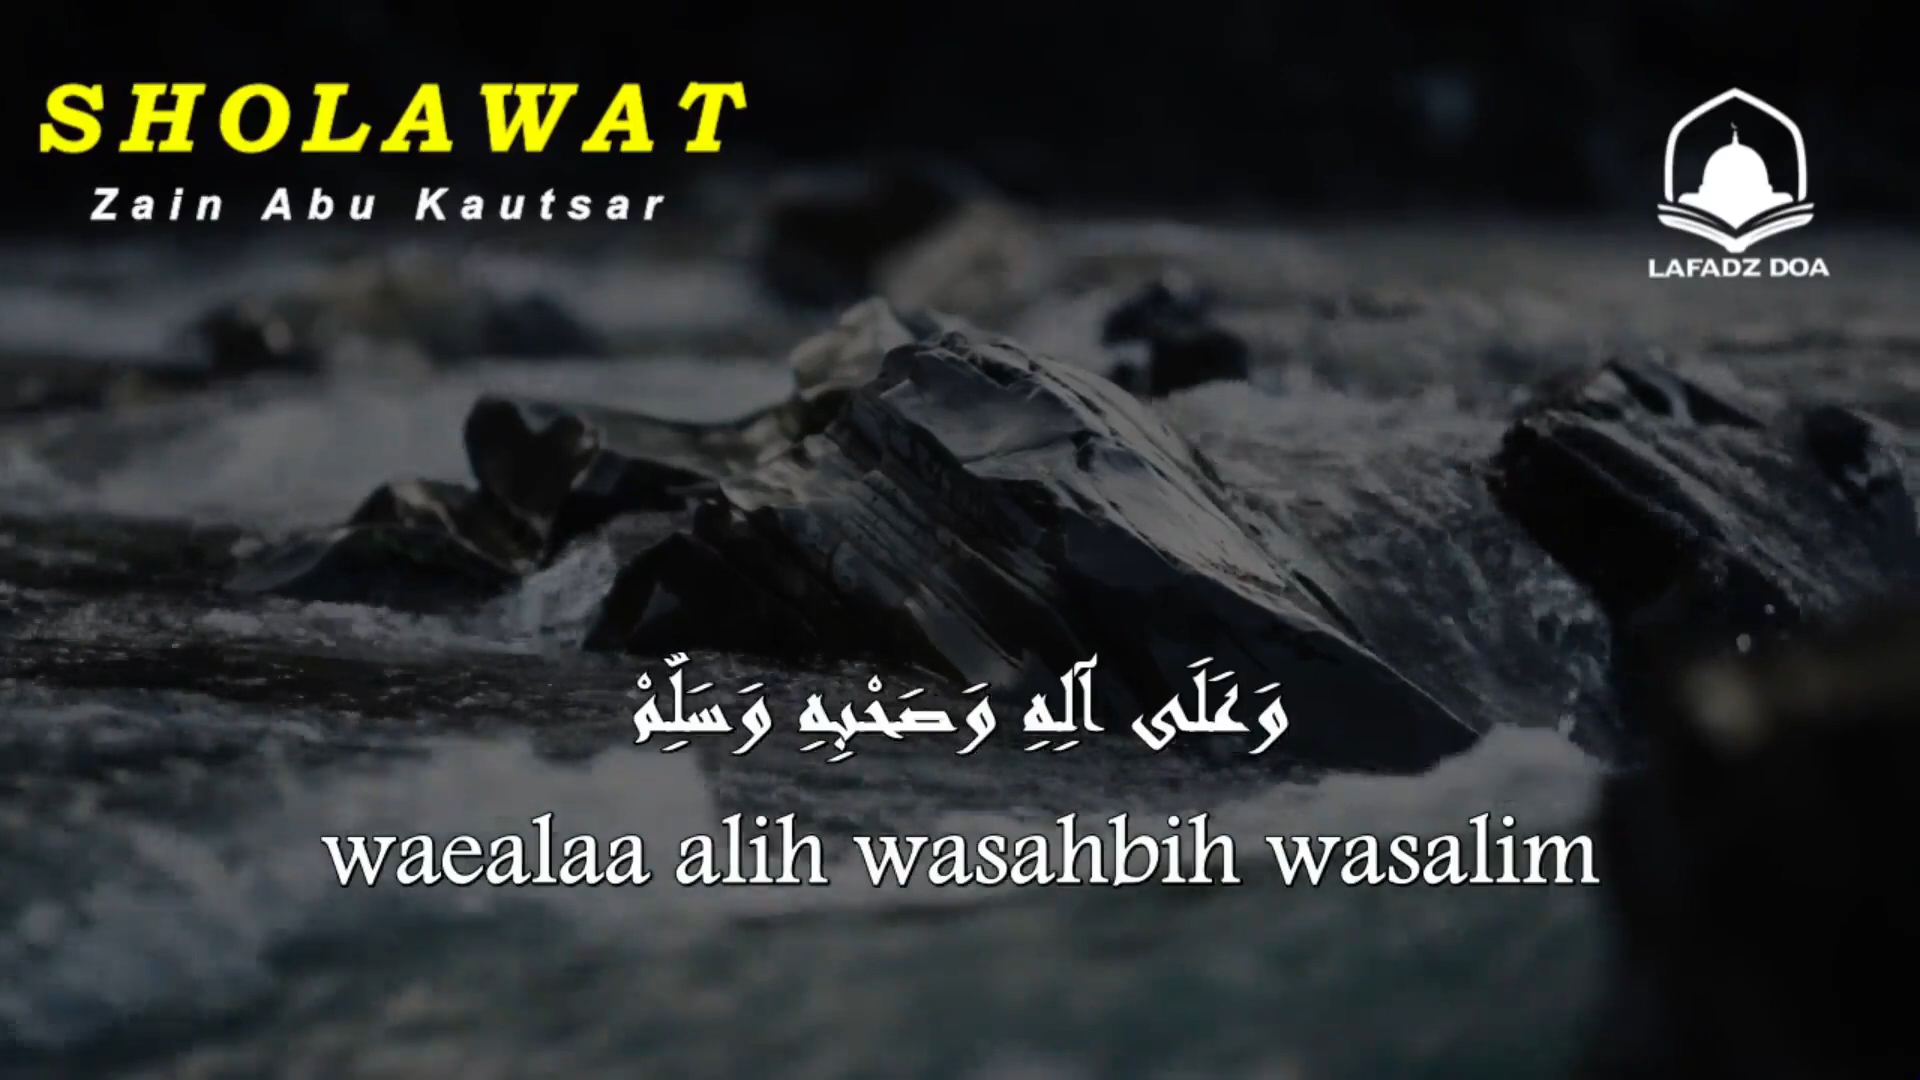 SHOLAWAT
Zain Abu Kautsar
LAFADZ DOA
وَعَلَى آلِهِ وَصَحْبِهِ وَسَلِّمْ
waealaa alih wasahbih wasalim